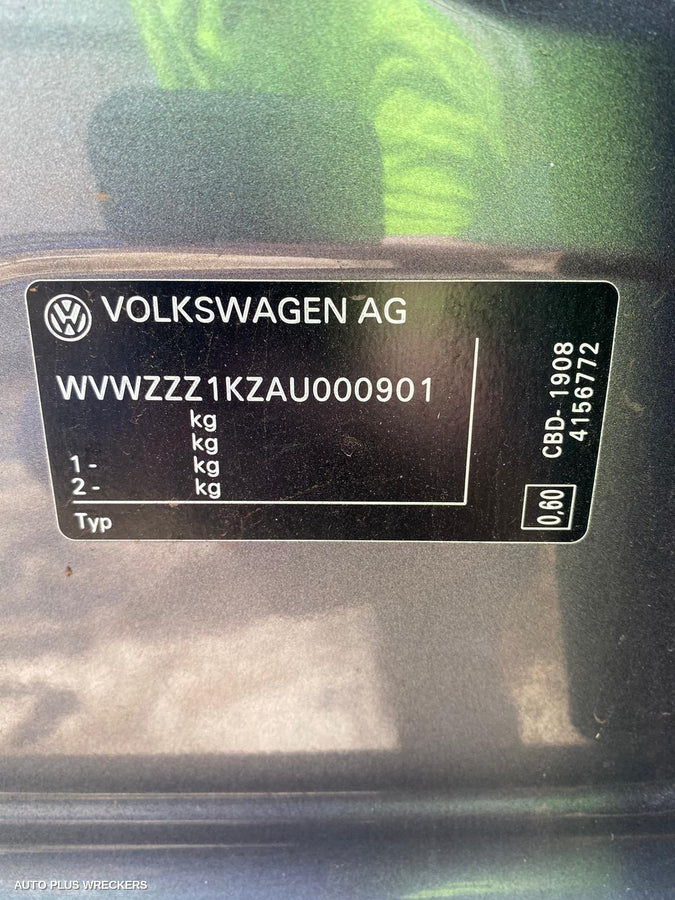 VOLKSWAGEN AG
WVWZZZ1KZAU000901
kg
kg
1 - kg
2 - kg
Typ
CBD- 1908
4156772
0,60
AUTO PLUS WRECKERS